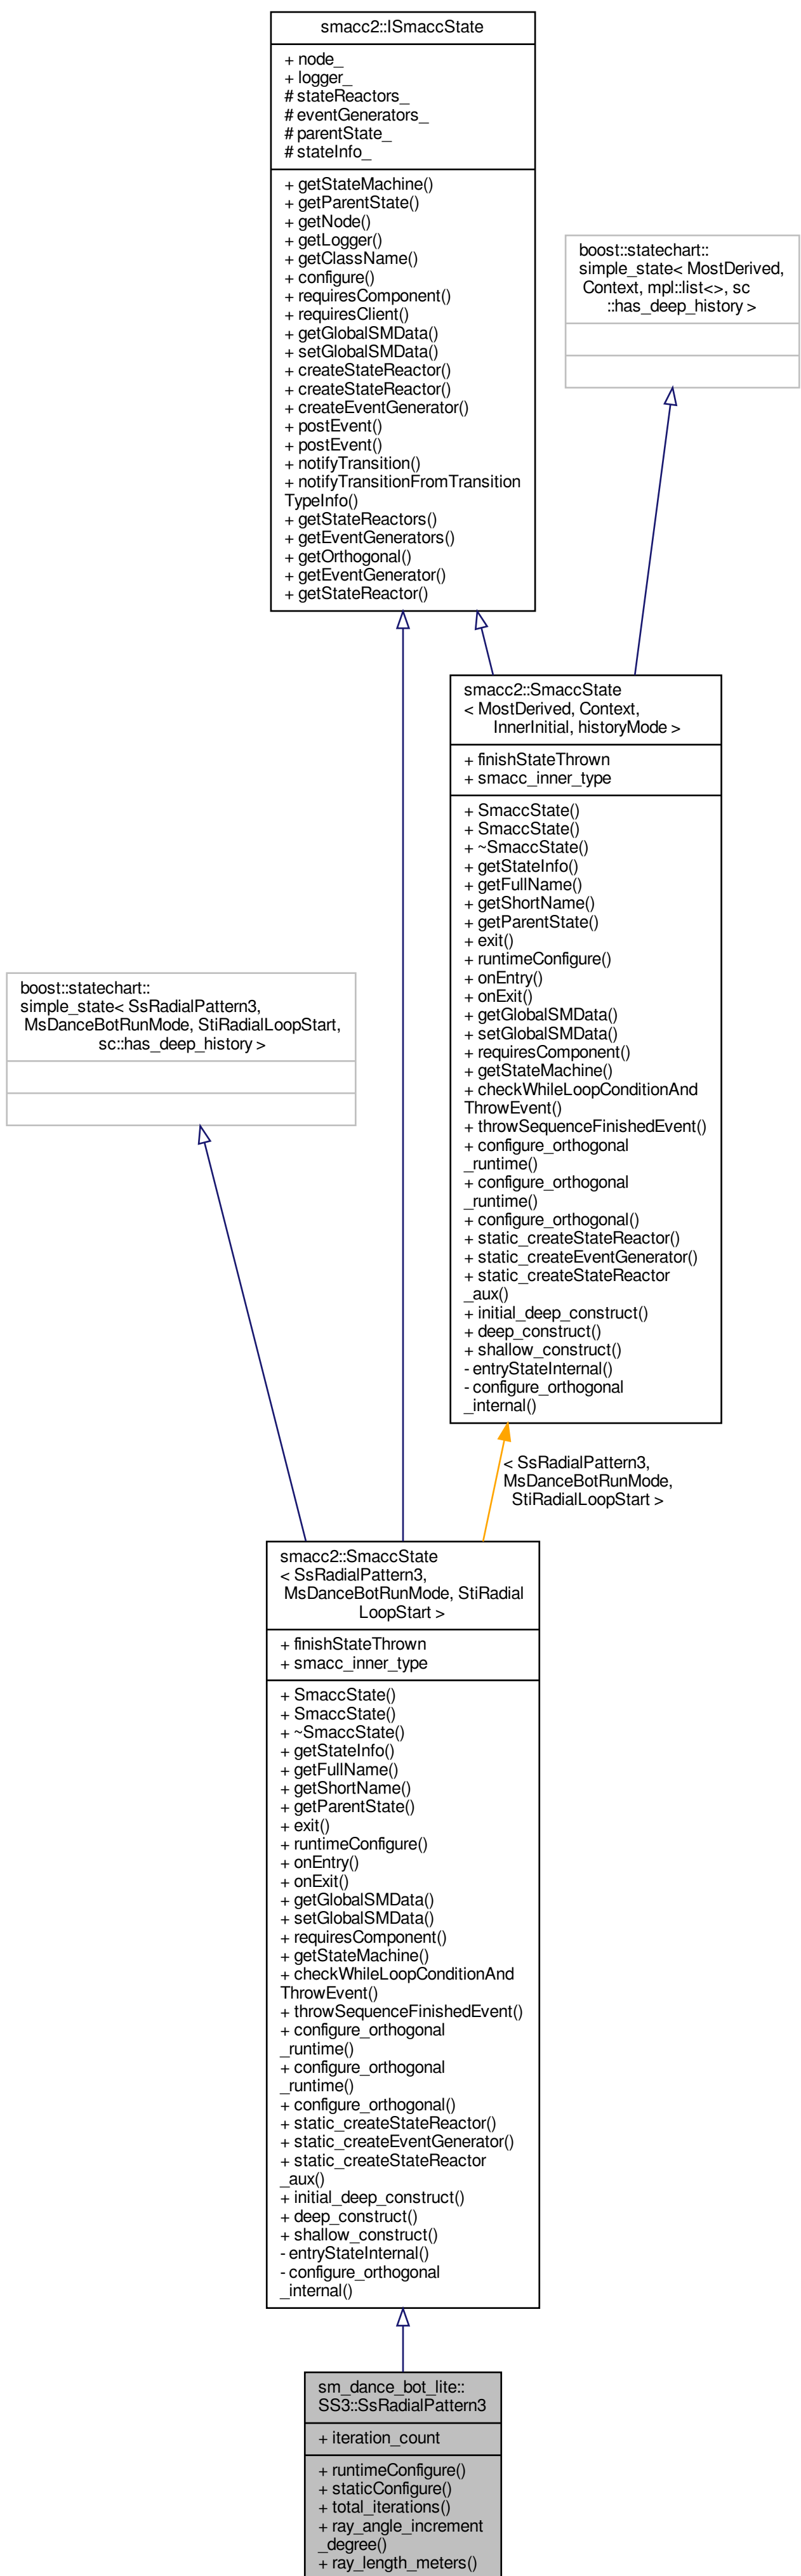 smacc2::ISmaccState
+ node_
+ logger_
# stateReactors_
# eventGenerators_
# parentState_
# stateInfo_
+ getStateMachine()
+ getParentState()
+ getNode()
+ getLogger()
+ getClassName()
+ configure()
+ requiresComponent()
+ requiresClient()
+ getGlobalSMData()
+ setGlobalSMData()
+ createStateReactor()
+ createStateReactor()
+ createEventGenerator()
+ postEvent()
+ postEvent()
+ notifyTransition()
+ notifyTransitionFromTransition
TypeInfo()
+ getStateReactors()
+ getEventGenerators()
+ getOrthogonal()
+ getEventGenerator()
+ getStateReactor()
boost::statechart::
simple_state< MostDerived,
Context, mpl::list<>, sc
::has_deep_history >
smacc2::SmaccState
< MostDerived, Context,
InnerInitial, historyMode >
+ finishStateThrown
+ smacc_inner_type
+ SmaccState()
+ SmaccState()
+ ~SmaccState()
+ getStateInfo()
+ getFullName()
+ getShortName()
+ getParentState()
+ exit()
+ runtimeConfigure()
+ onEntry()
+ onExit()
+ getGlobalSMData()
+ setGlobalSMData()
+ requiresComponent()
+ getStateMachine()
+ checkWhileLoopConditionAnd
ThrowEvent()
+ throwSequenceFinishedEvent()
+ configure_orthogonal
_runtime()
+ configure_orthogonal
_runtime()
+ configure_orthogonal()
+ static_createStateReactor()
+ static_createEventGenerator()
+ static_createStateReactor
_aux()
+ initial_deep_construct()
+ deep_construct()
+ shallow_construct()
- entryStateInternal()
- configure_orthogonal
_internal()
boost::statechart::
simple_state< SsRadialPattern3,
MsDanceBotRunMode, StiRadialLoopStart,
sc::has_deep_history >
< SsRadialPattern3,
MsDanceBotRunMode,
StiRadialLoopStart >
smacc2::SmaccState
< SsRadialPattern3,
MsDanceBotRunMode, StiRadial
LoopStart >
+ finishStateThrown
+ smacc_inner_type
+ SmaccState()
+ SmaccState()
+ ~SmaccState()
+ getStateInfo()
+ getFullName()
+ getShortName()
+ getParentState()
+ exit()
+ runtimeConfigure()
+ onEntry()
+ onExit()
+ getGlobalSMData()
+ setGlobalSMData()
+ requiresComponent()
+ getStateMachine()
+ checkWhileLoopConditionAnd
ThrowEvent()
+ throwSequenceFinishedEvent()
+ configure_orthogonal
_runtime()
+ configure_orthogonal
_runtime()
+ configure_orthogonal()
+ static_createStateReactor()
+ static_createEventGenerator()
+ static_createStateReactor
_aux()
+ initial_deep_construct()
+ deep_construct()
+ shallow_construct()
- entryStateInternal()
- configure_orthogonal
_internal()
sm_dance_bot_lite::
SS3::SsRadialPattern3
+ iteration_count
+ runtimeConfigure()
+ staticConfigure()
+ total_iterations()
+ ray_angle_increment
_degree()
+ ray_length_meters()